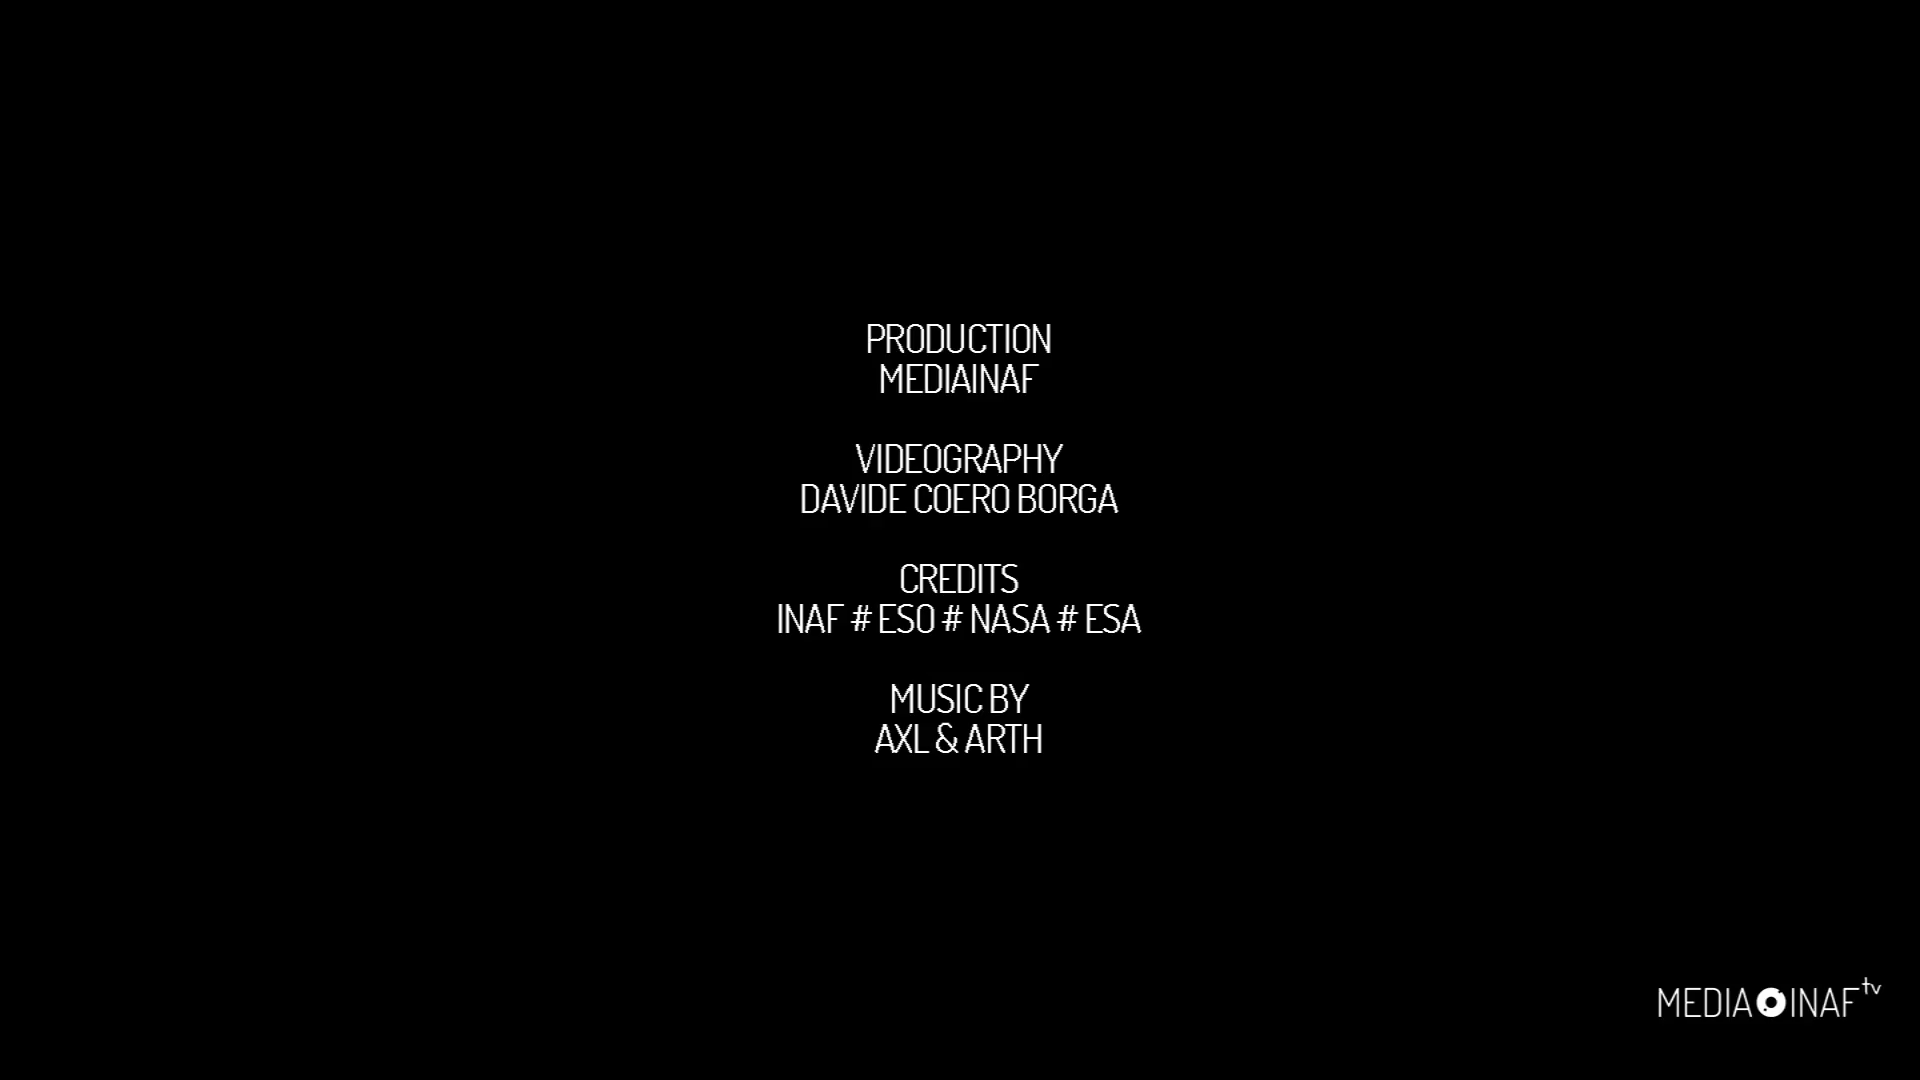 PRODUCTION
MEDIAINAF
VIDEOGRAPHY
DAVIDE COERO BORGA
CREDITS
INAF # ESO # NASA # ESA
MUSIC BY
AXL & ARTH
MEDIA INAF tv